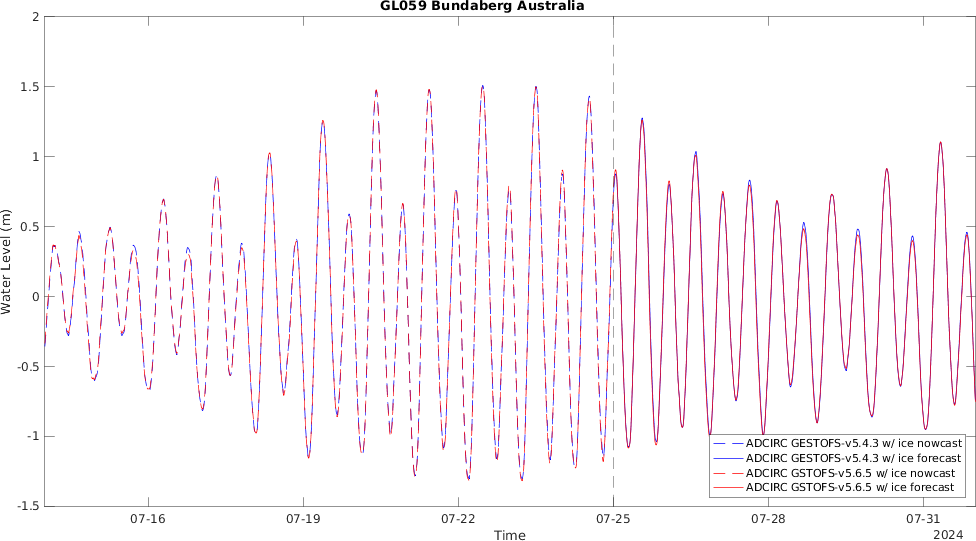 GL059 Bundaberg Australia
2
1.5
1
0.5
0
-0.5
-1
-1.5
Water Level (m)
07-16
07-19
07-22
07-25
07-28
07-31
Time
2024
ADCIRC GESTOFS-v5.4.3 w/ ice nowcast
ADCIRC GESTOFS-v5.4.3 w/ ice forecast
ADCIRC GSTOFS-v5.6.5 w/ ice nowcast
ADCIRC GSTOFS-v5.6.5 w/ ice forecast